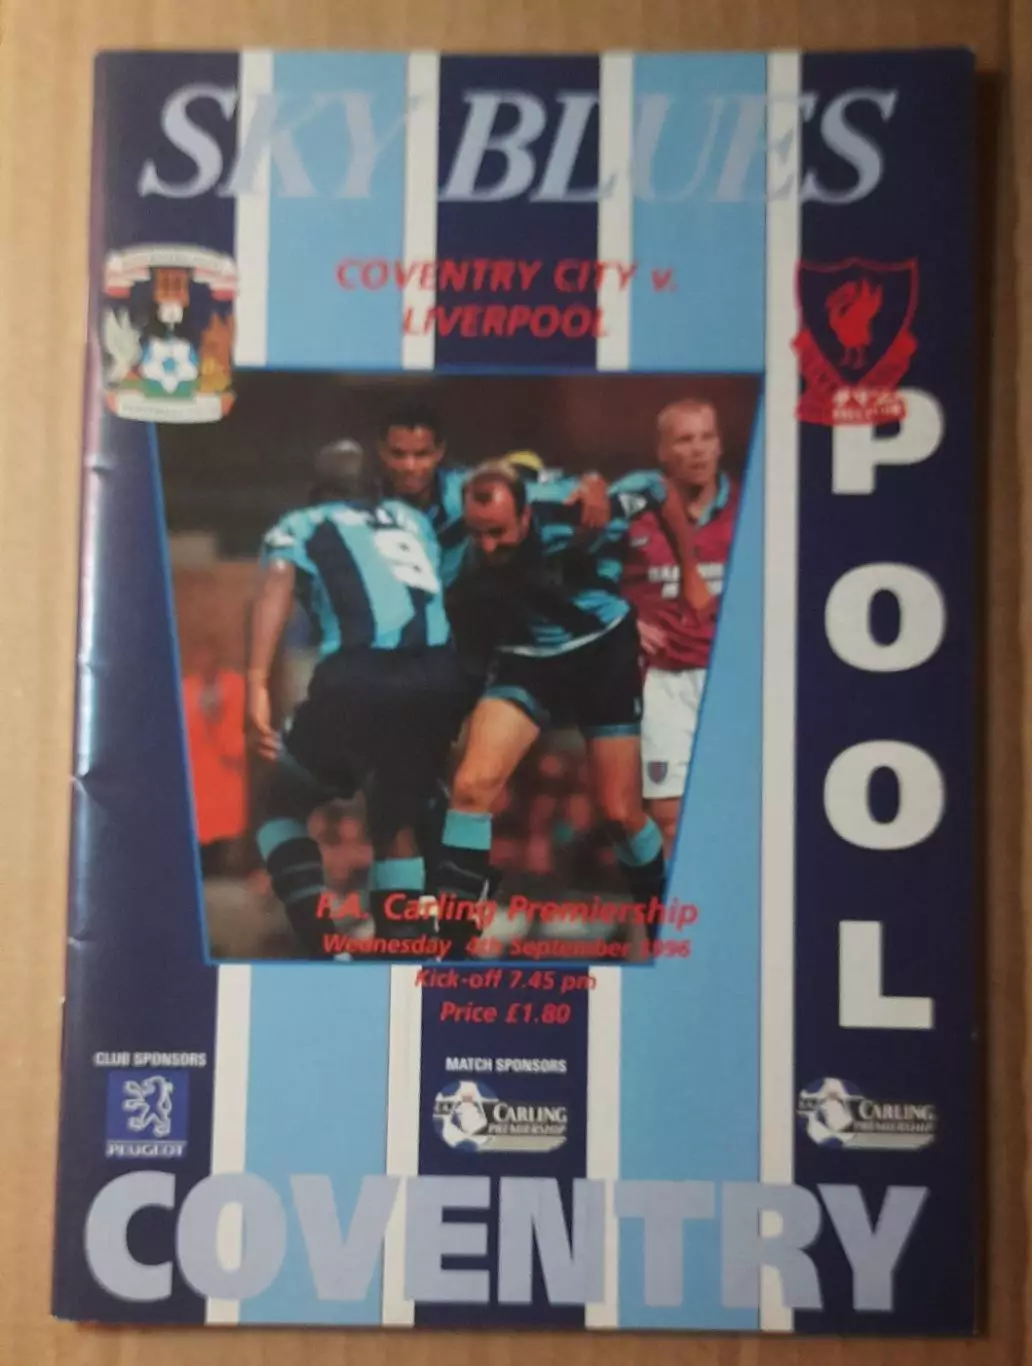 SKY BLUES
COVENTRY CITY v.
LIVERPOOL
POOL
9
F.A. Carling Premiership
Wednesday 4th September 1996
Kick-off 7.45 pm
Price £1.80
CLUB SPONSORS
PEUGEOT
MATCH SPONSORS
CARLING
PREMIERSHIP
CARLING
PREMIERSHIP
COVENTRY